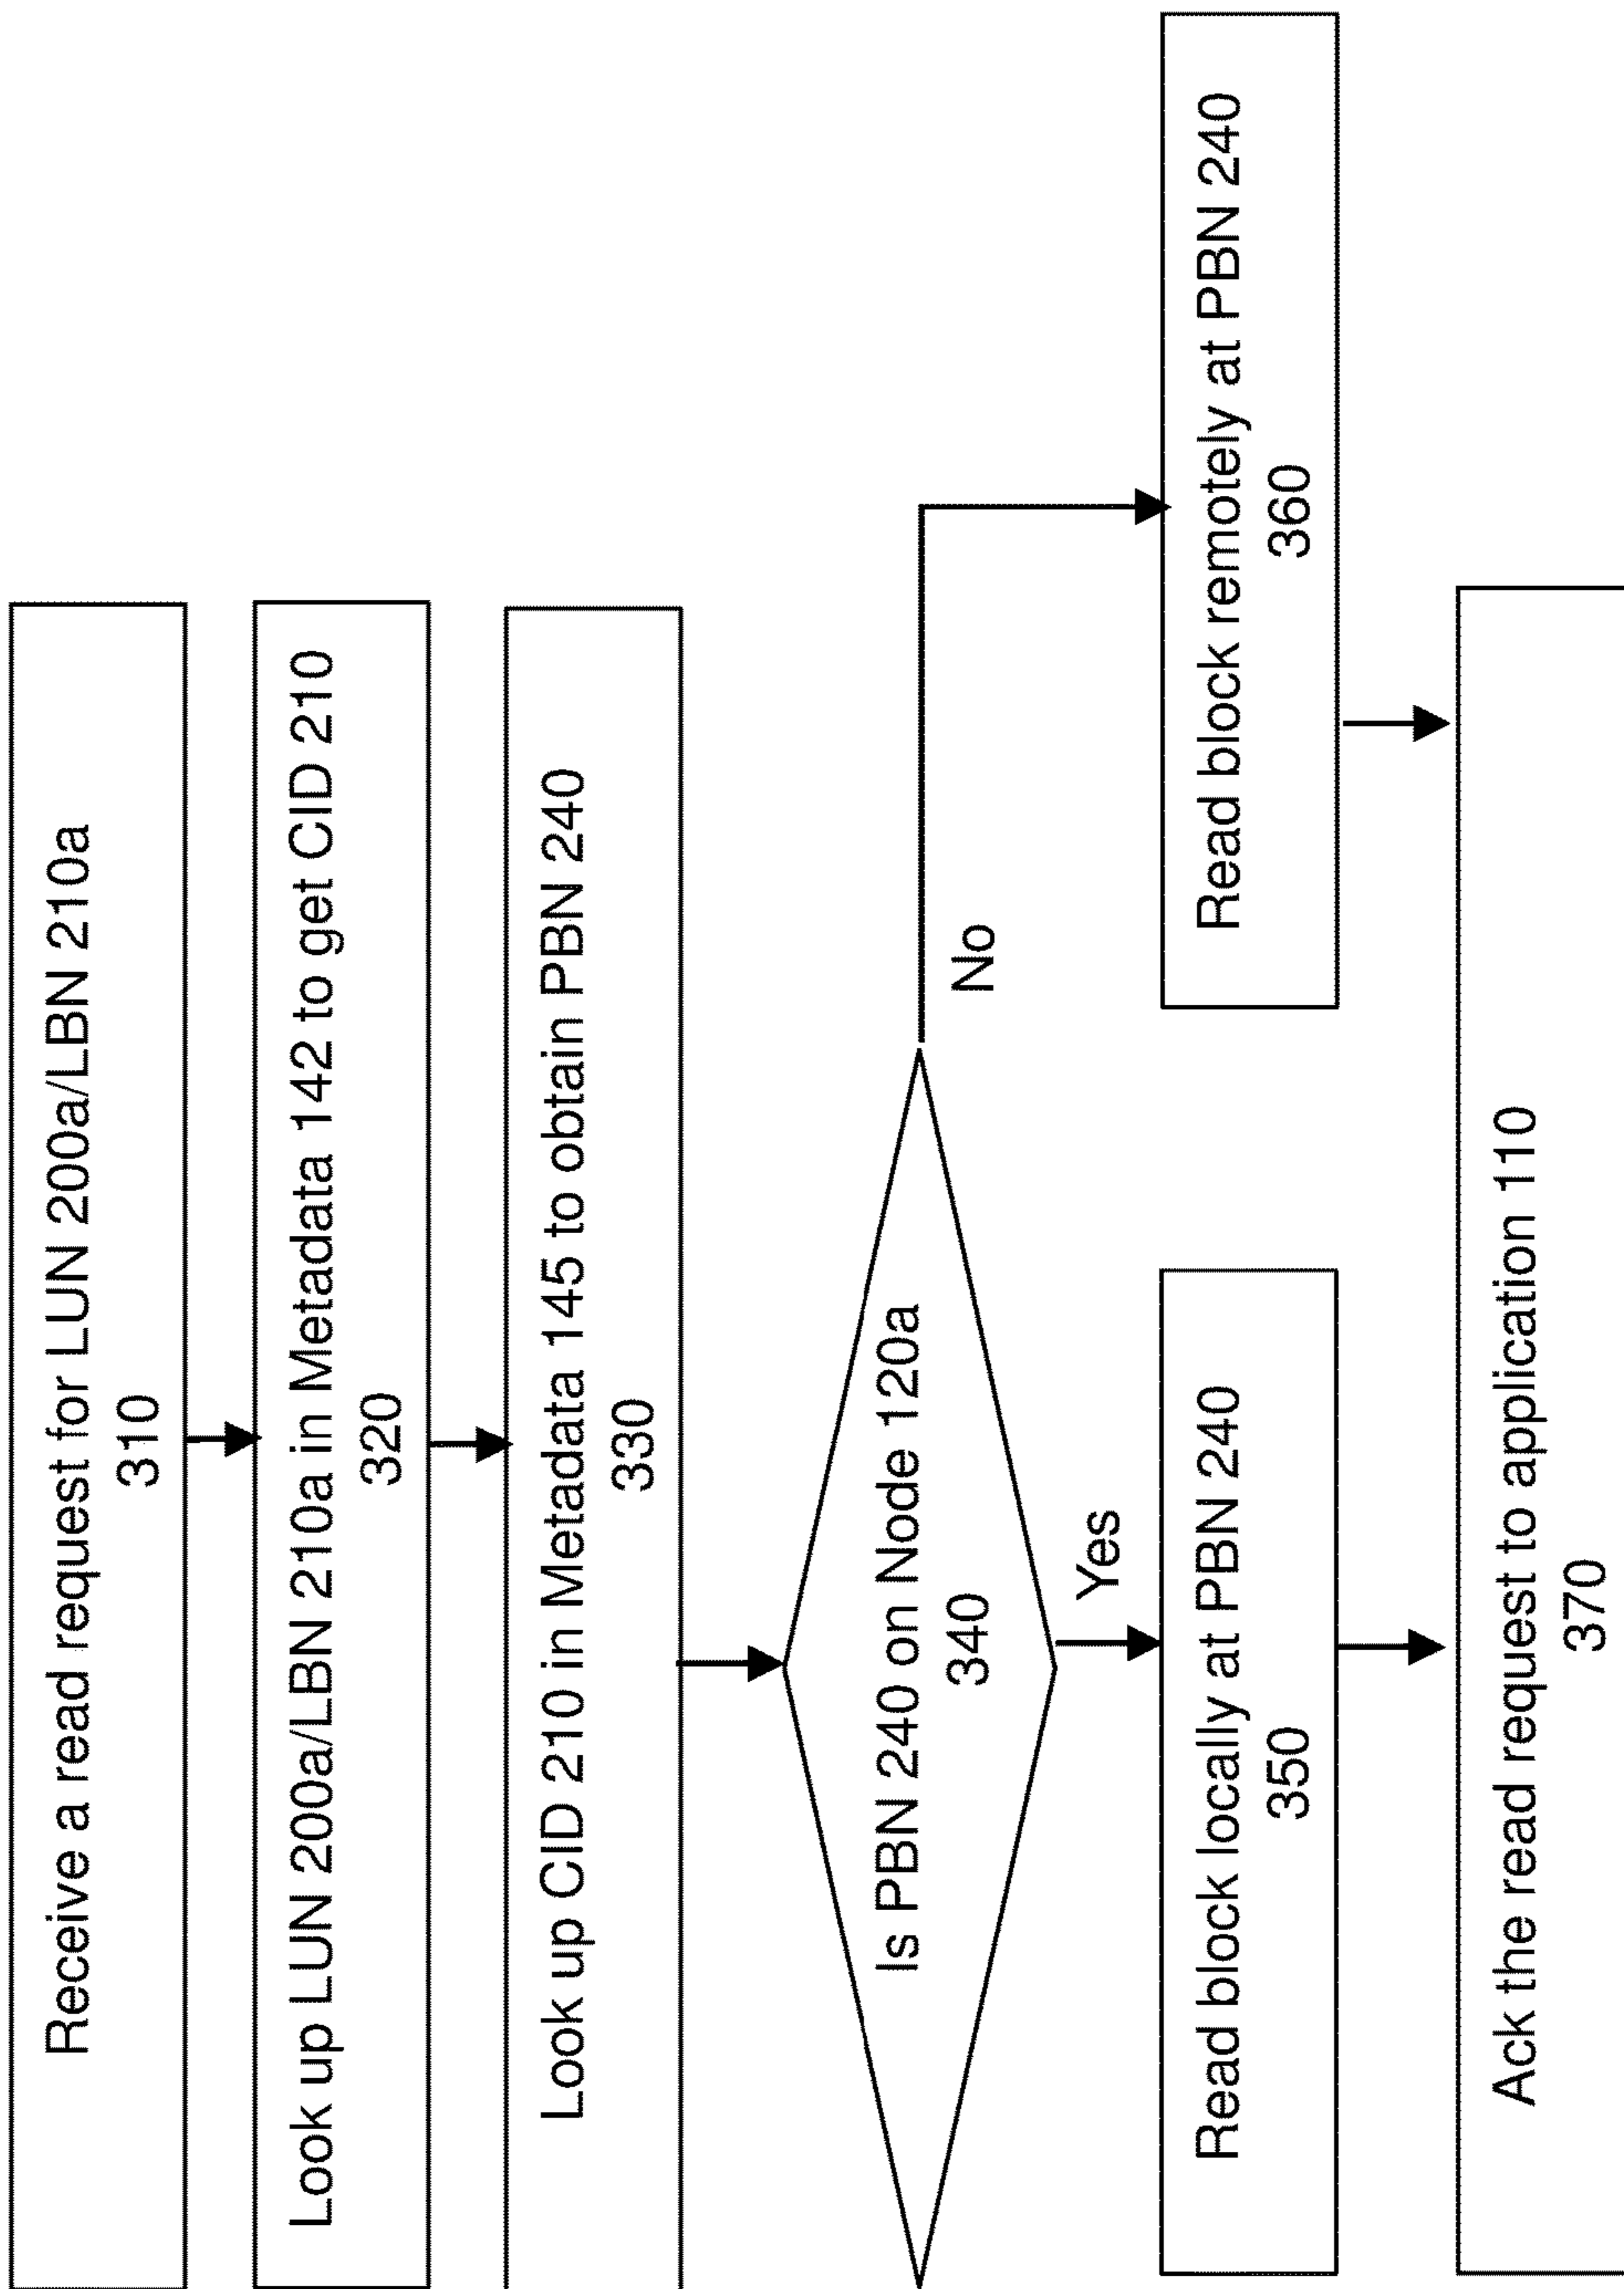 Receive a read request for LUN 200a/LBN 210a
310
Look up LUN 200a/LBN 210a in Metadata 142 to get CID 210
320
Look up CID 210 in Metadata 145 to obtain PBN 240
330
Is PBN 240 on Node 120a
340
Yes
No
Read block locally at PBN 240
350
Read block remotely at PBN 240
360
Ack the read request to application 110
370